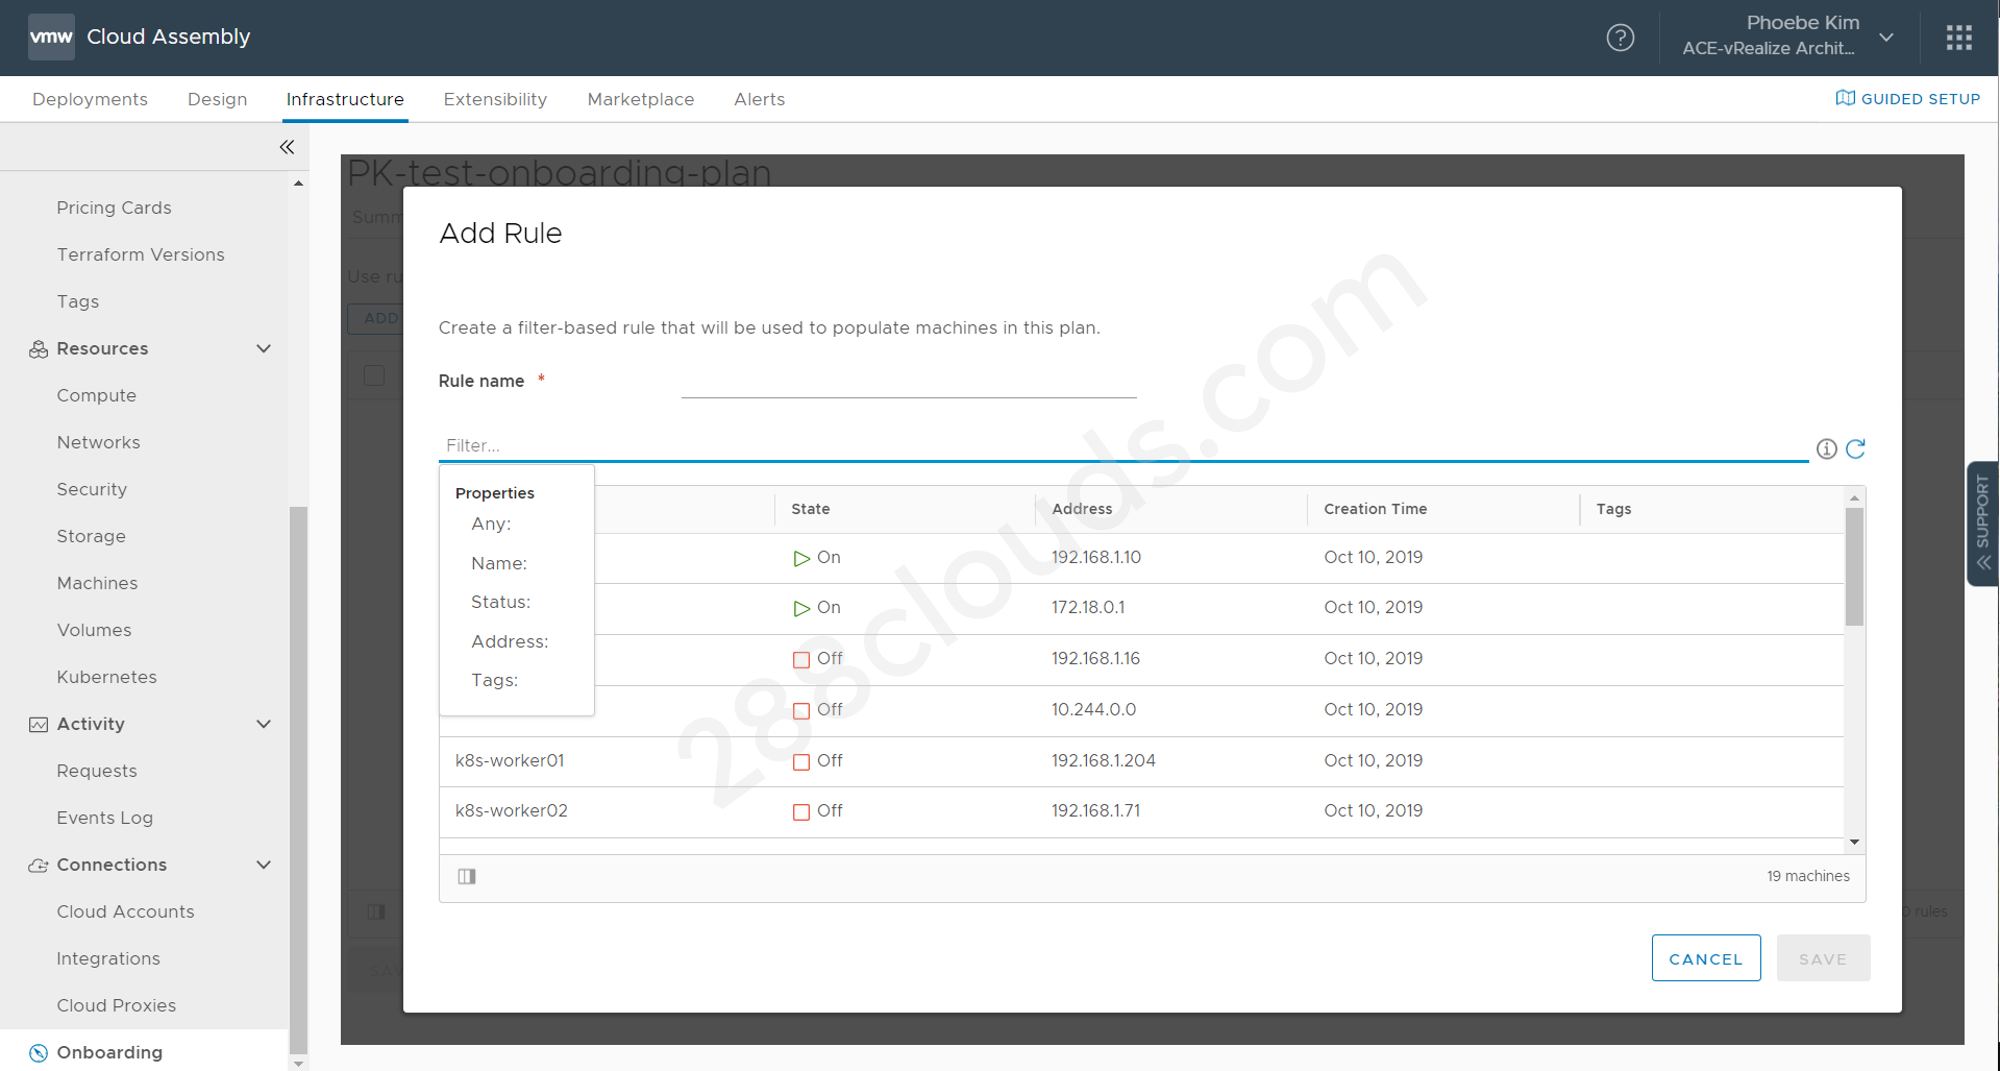 vmw Cloud Assembly
Phoebe Kim
ACE-vRealize Archit...
Deployments Design Infrastructure Extensibility Marketplace Alerts
GUIDED SETUP
Pricing Cards
Terraform Versions
Tags
Resources
Compute
Networks
Security
Storage
Machines
Volumes
Kubernetes
Activity
Requests
Events Log
Connections
Cloud Accounts
Integrations
Cloud Proxies
Onboarding
PK-test-onboarding-plan
Summ
Use ru
ADD
Add Rule
Create a filter-based rule that will be used to populate machines in this plan.
Rule name *
Filter...
Properties
Any:
Name:
Status:
Address:
Tags:
State Address Creation Time Tags
On 192.168.1.10 Oct 10, 2019
On 172.18.0.1 Oct 10, 2019
Off 192.168.1.16 Oct 10, 2019
Off 10.244.0.0 Oct 10, 2019
k8s-worker01 Off 192.168.1.204 Oct 10, 2019
k8s-worker02 Off 192.168.1.71 Oct 10, 2019
19 machines
0 rules
CANCEL SAVE
SUPPORT
288clouds.com